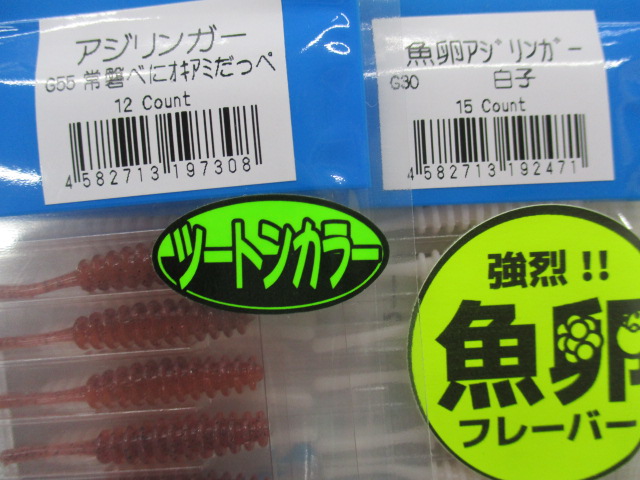 アジリンガー
G55 常磐べにオキアミだっぺ
12 Count
4 582713 197308
魚卵アジリンガー
G30 白子
15 Count
4 582713 192471
ツートンカラー
強烈!!
魚卵
フレーバー